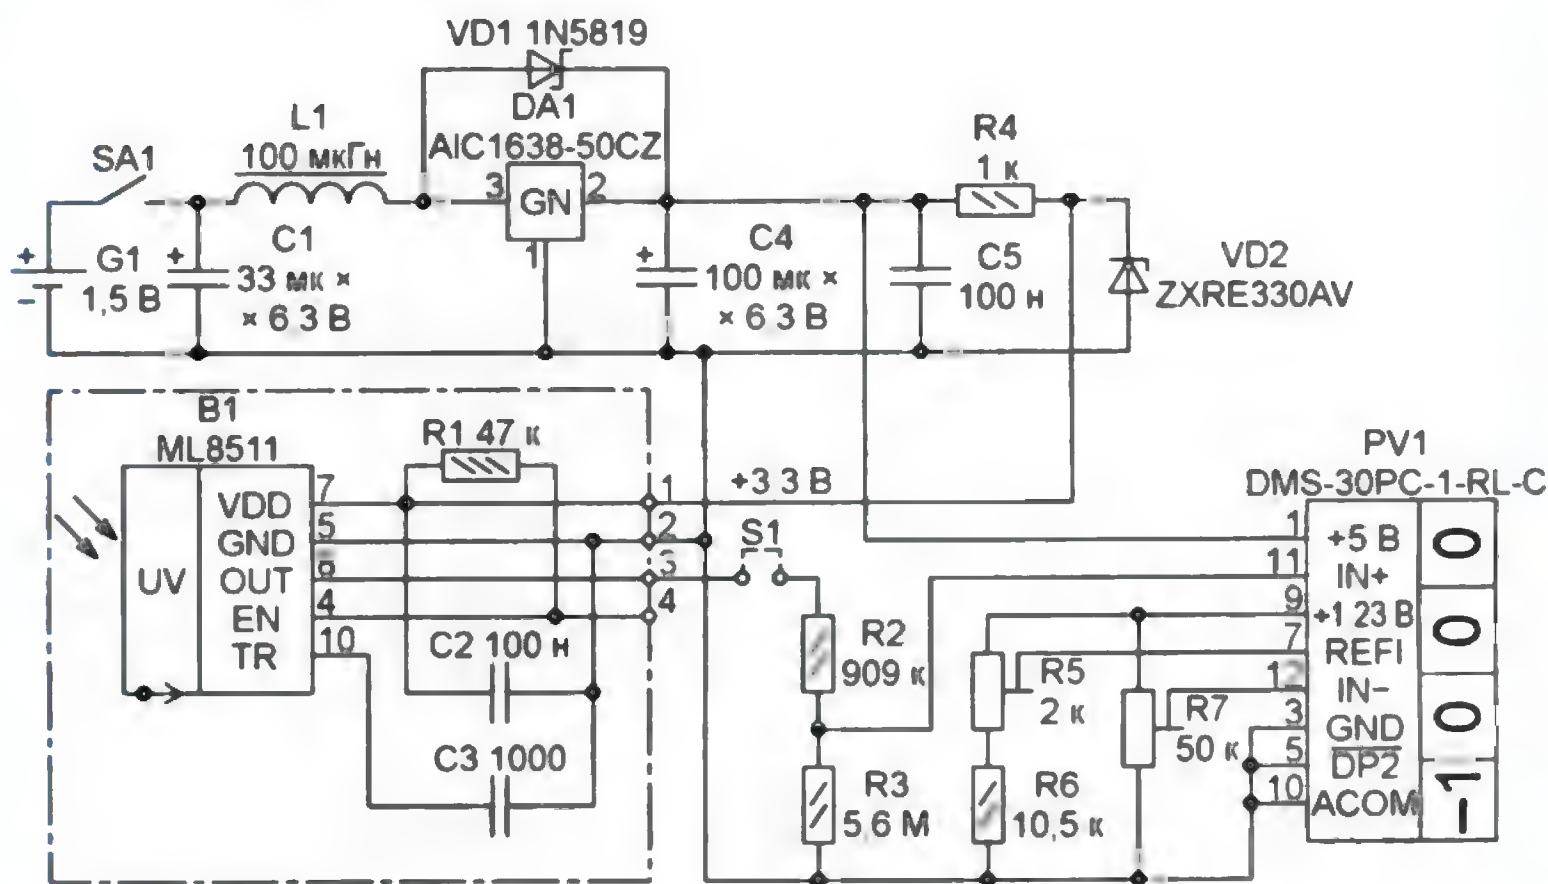 VD1 1N5819
DA1
AIC1638-50CZ
3
GN
2
1
SA1
L1
100 мкГн
+
G1
1,5 В
−
+
C1
33 мк ×
× 6 3 В
+
C4
100 мк ×
× 6 3 В
C5
100 н
R4
1 к
VD2
ZXRE330AV
B1
ML8511
UV
VDD
GND
OUT
EN
TR
7
5
4
10
R1 47 к
C2 100 н
C3 1000
1
2
3
4
+3 3 В
S1
R2
909 к
R3
5,6 М
R5
2 к
R6
10,5 к
R7
50 к
PV1
DMS-30PC-1-RL-C
1
11
9
7
12
3
5
10
+5 В
IN+
+1 23 В
REFI
IN−
GND
DP2
ACOM
0
0
0
−1